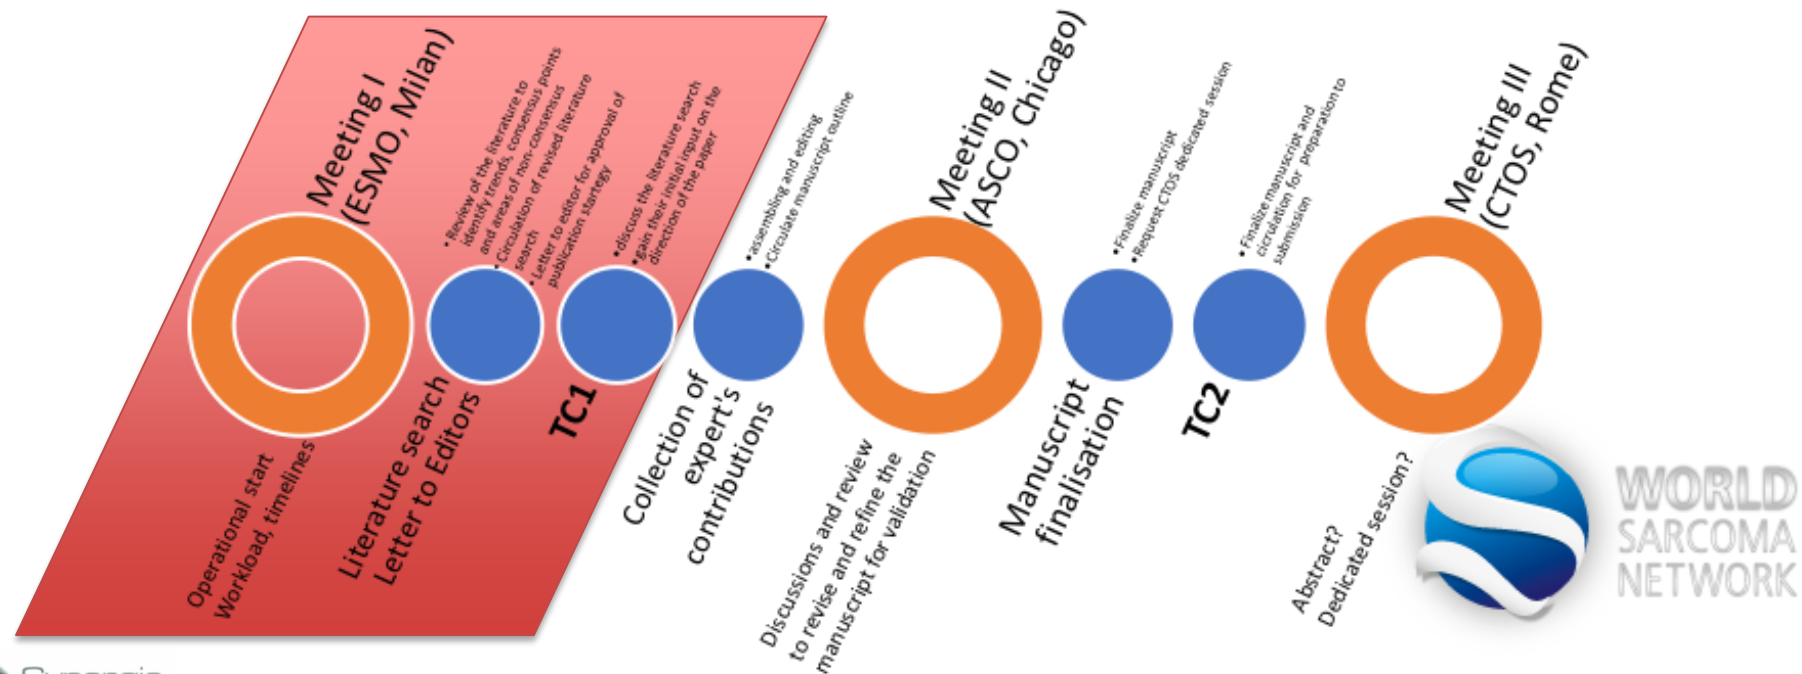 Meeting I
(ESMO, Milan)
Operational start
Workload, timelines
• Review of the literature to
identify trends, consensus points
and areas of non-consensus
• Circulation of revised literature
search
• Letter to editor for approval of
publication startegy
Literature search
Letter to Editors
• discuss the literature search
• gain their initial input on the
direction of the paper
TC1
• assembling and editing
• Circulate manuscript outline
Collection of
expert's
contributions
Meeting II
(ASCO, Chicago)
Discussions and review
to revise and refine the
manuscript for validation
• Finalize manuscript
• Request CTOS dedicated session
Manuscript
finalisation
• Finalize manuscript and
cicrulation for preparation to
submission
TC2
Meeting III
(CTOS, Rome)
Abstract?
Dedicated session?
WORLD
SARCOMA
NETWORK